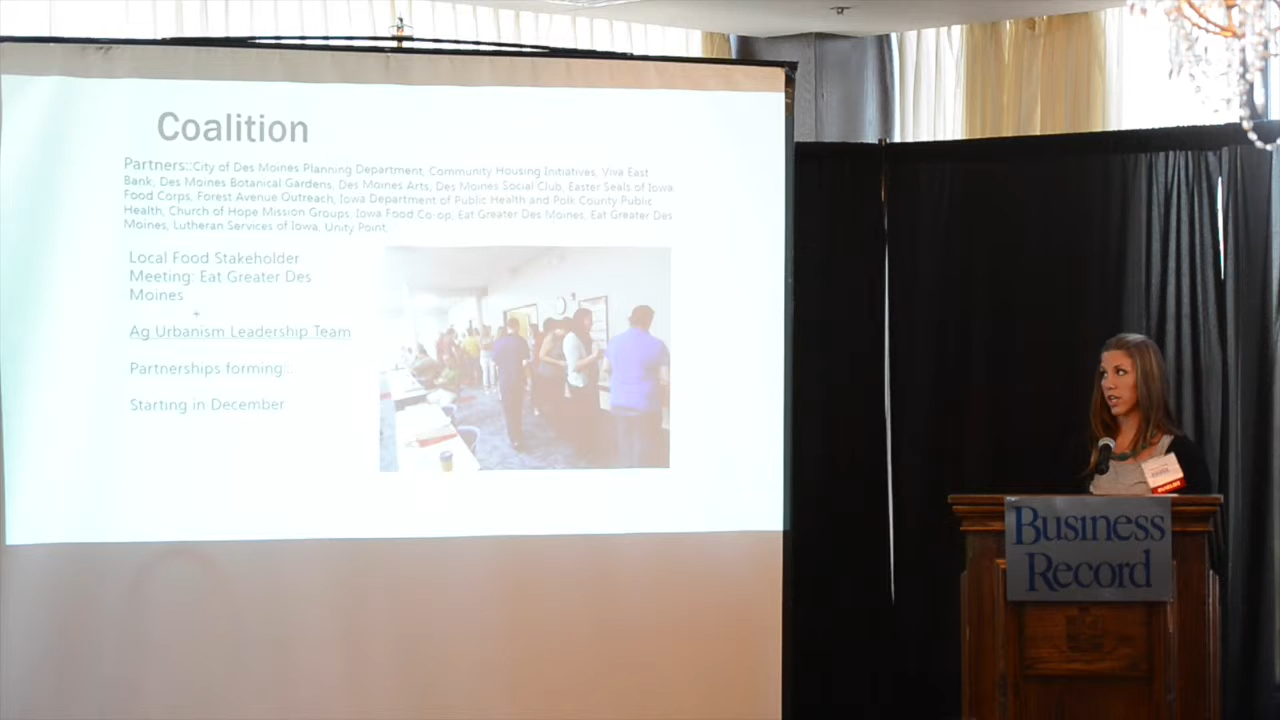 Coalition
Partners::City of Des Moines Planning Department, Community Housing Initiatives, Viva East
Bank, Des Moines Botanical Gardens, Des Moines Arts, Des Moines Social Club, Easter Seals of Iowa,
Food Corps, Forest Avenue Outreach, Iowa Department of Public Health and Polk County Public
Health, Church of Hope Mission Groups, Iowa Food Co:op, Eat Greater Des Moines, Eat Greater Des
Moines, Lutheran Services of Iowa, Unity Point,
Local Food Stakeholder
Meeting: Eat Greater Des
Moines
+
Ag Urbanism Leadership Team
Partnerships forming::
Starting in December
Business
Record